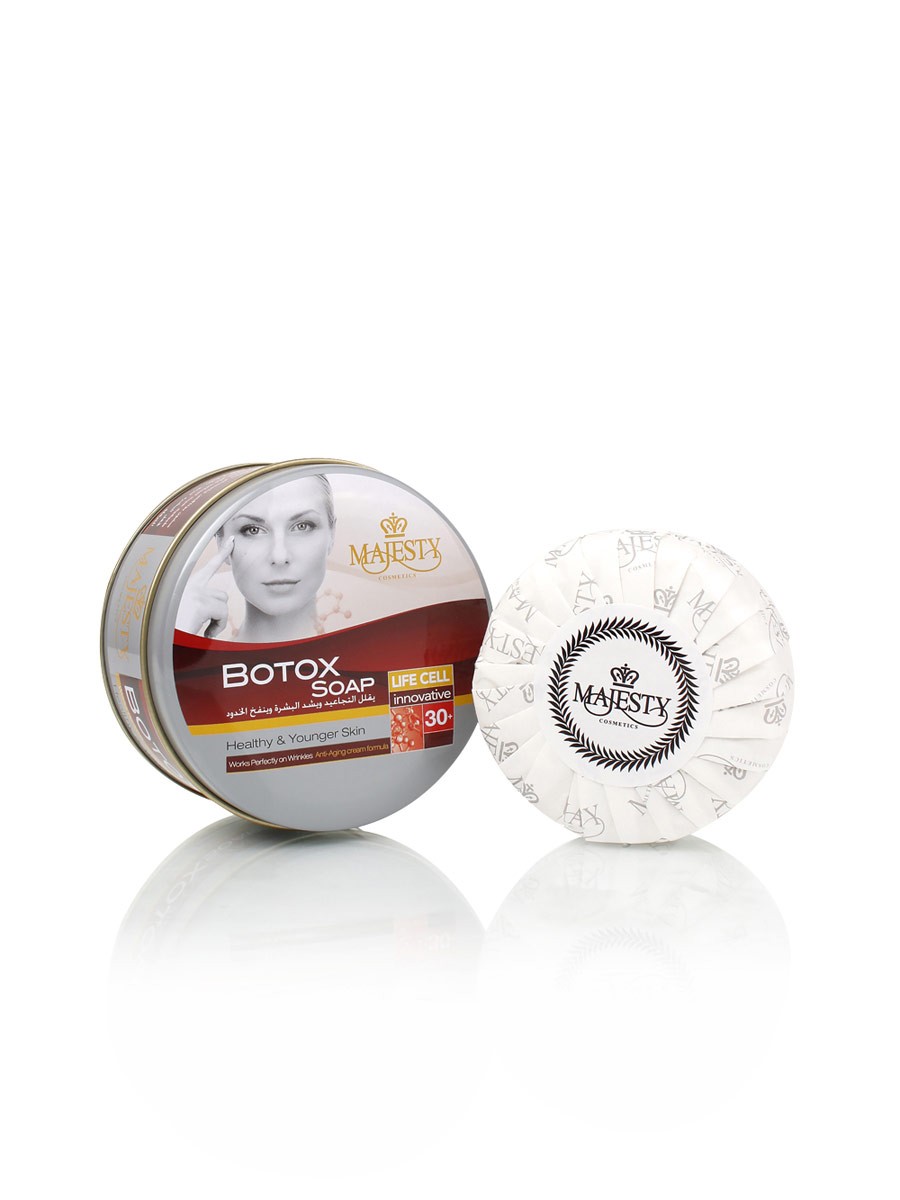 MAJESTY
COSMETICS
BOTOX
SOAP
يقلل التجاعيد ويشد البشرة وينفخ الخدود
LIFE CELL
innovative
30+
Healthy & Younger Skin
Works Perfectly on Wrinkles Anti-Aging cream formula
MAJESTY
COSMETICS